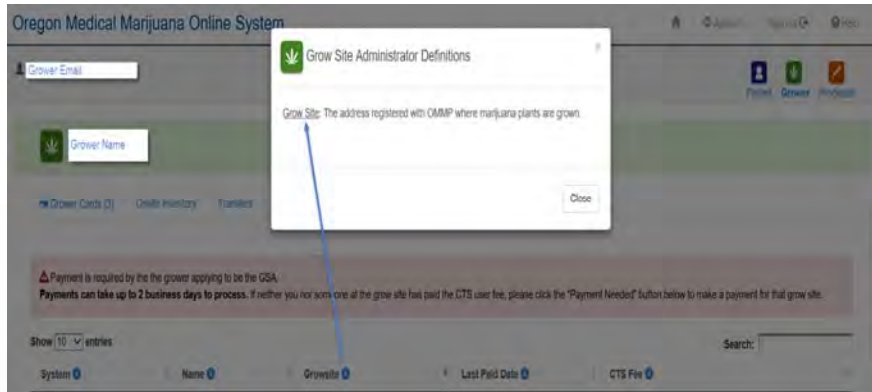 Oregon Medical Marijuana Online System
Grower Email
Grow Site Administrator Definitions
Grow Site: The address registered with OMMP where marijuana plants are grown.
Close
Patient Grower Processor
Grower Name
Grower Cards (3) Onsite Inventory Transfers
Payment is required by the the grower applying to be the GSA.
Payments can take up to 2 business days to process. If neither you nor someone at the grow site has paid the CTS user fee, please click the "Payment Needed" button below to make a payment for that grow site.
Show 10 entries
Search:
System Name Growsite Last Paid Date CTS Fee